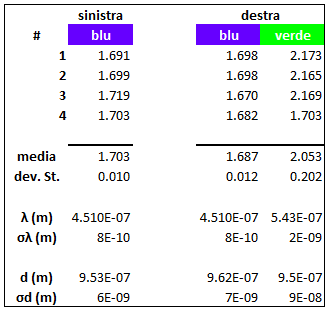 sinistra destra
# blu blu verde
1 1.691 1.698 2.173
2 1.699 1.698 2.165
3 1.719 1.670 2.169
4 1.703 1.682 1.703
media 1.703 1.687 2.053
dev. St. 0.010 0.012 0.202
λ (m) 4.510E-07 4.510E-07 5.43E-07
σλ (m) 8E-10 8E-10 2E-09
d (m) 9.53E-07 9.62E-07 9.5E-07
σd (m) 6E-09 7E-09 9E-08